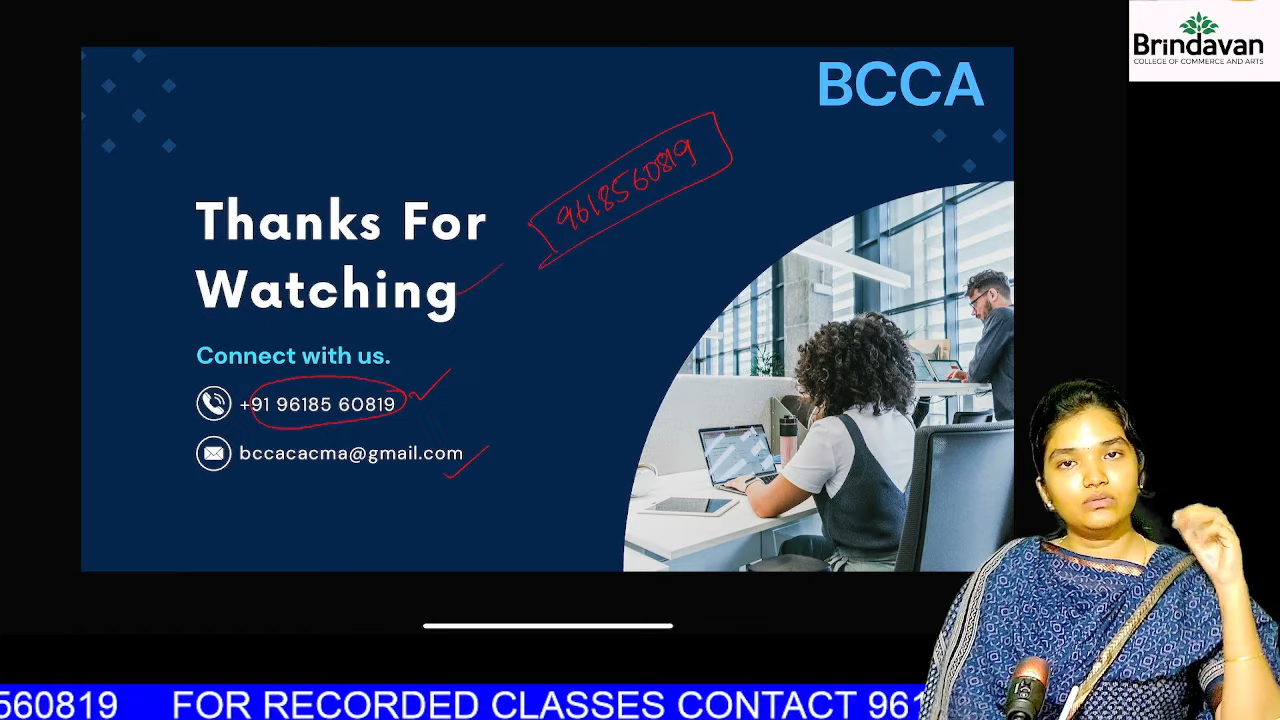 Brindavan
COLLEGE OF COMMERCE AND ARTS
BCCA
9618560819
Thanks For
Watching
Connect with us.
+91 96185 60819
bccacacma@gmail.com
560819 FOR RECORDED CLASSES CONTACT 961